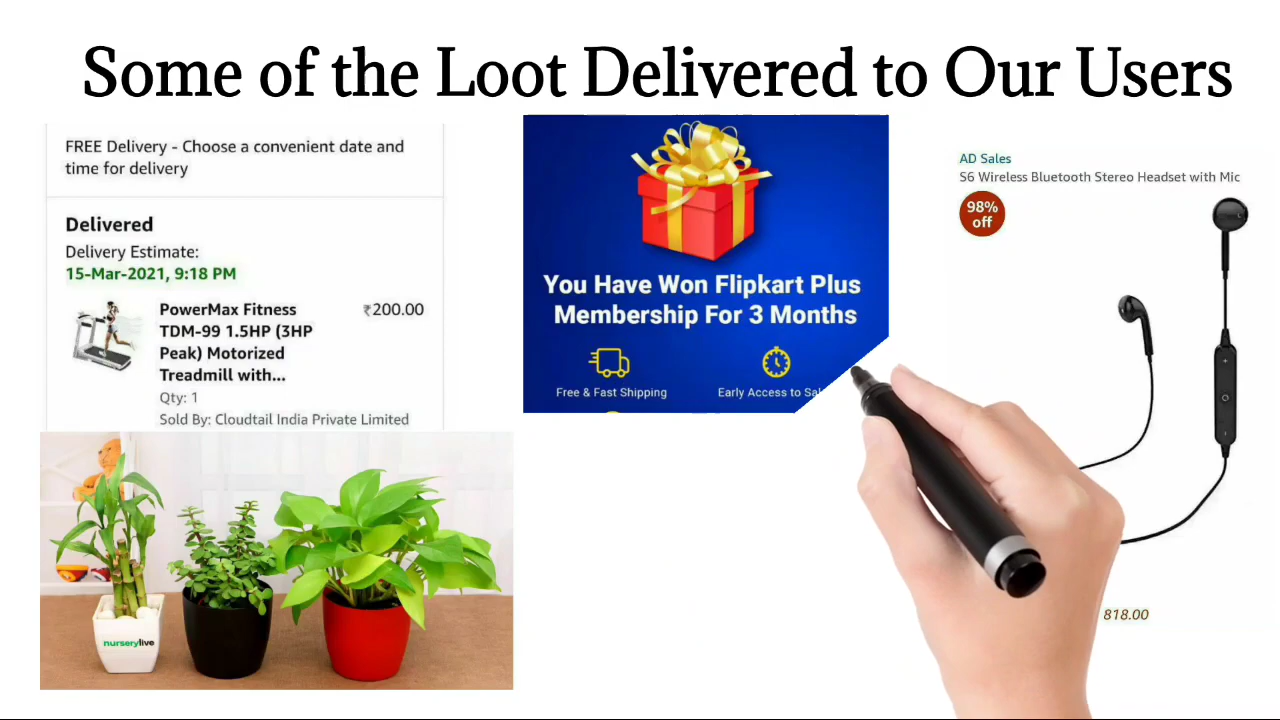 Some of the Loot Delivered to Our Users
FREE Delivery - Choose a convenient date and
time for delivery
Delivered
Delivery Estimate:
15-Mar-2021, 9:18 PM
PowerMax Fitness
₹200.00
TDM-99 1.5HP (3HP
Peak) Motorized
Treadmill with...
Qty: 1
Sold By: Cloudtail India Private Limited
nurserylive
You Have Won Flipkart Plus
Membership For 3 Months
Free & Fast Shipping
Early Access to
AD Sales
S6 Wireless Bluetooth Stereo Headset with Mic
98%
off
818.00